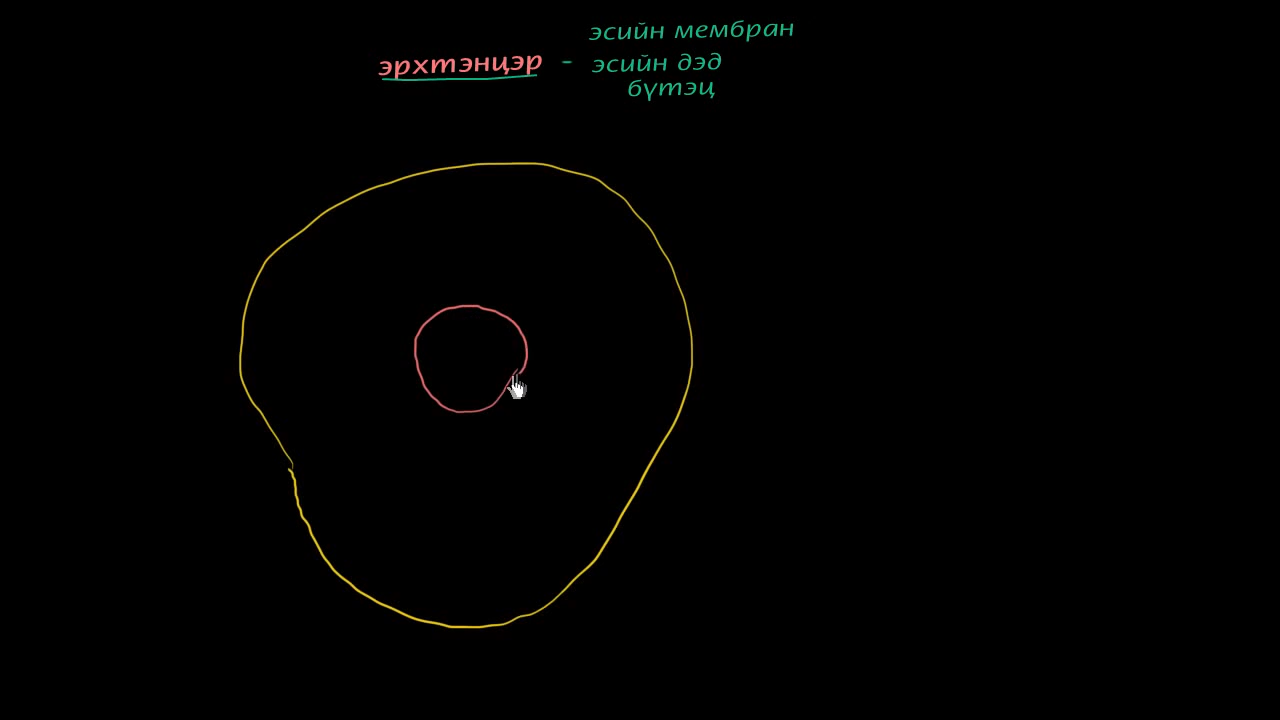 эсийн мембран
эрхтэнцэр - эсийн дэд
бүтэц